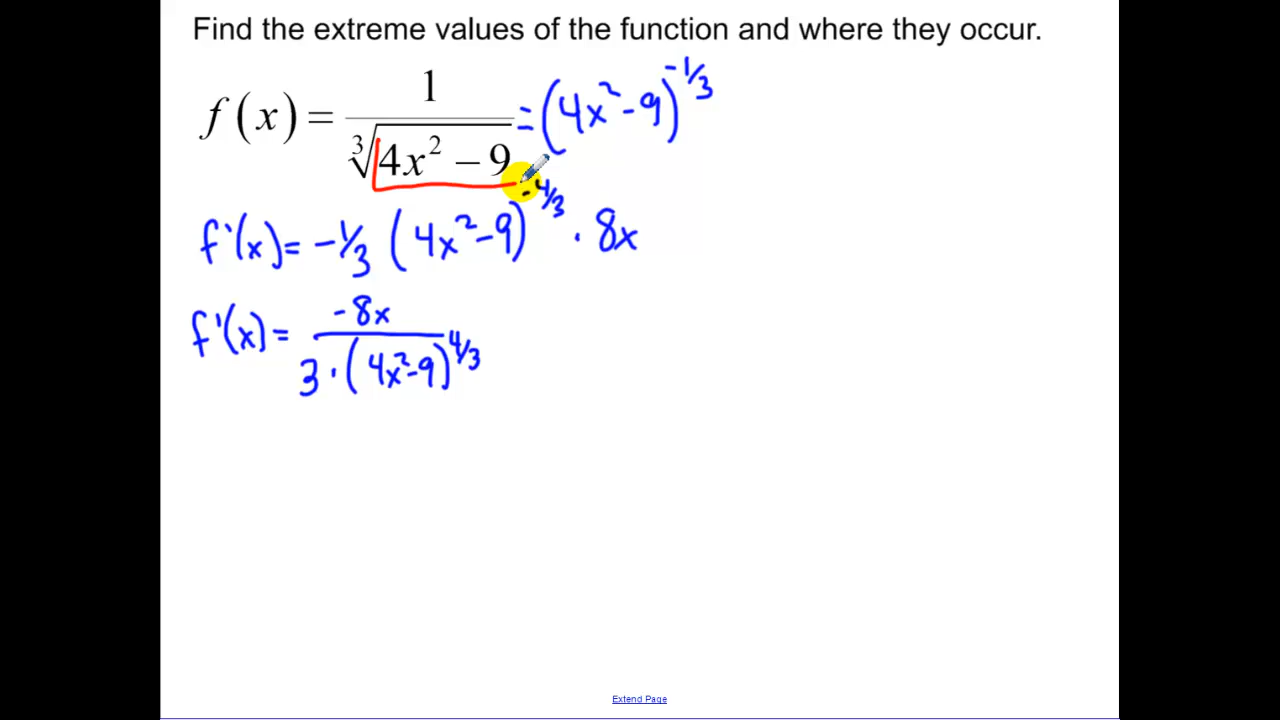 Find the extreme values of the function and where they occur.
f(x) = 1/∛(4x² − 9) = (4x² - 9)^(-1/3)
f'(x) = -1/3 (4x² - 9)^(-4/3) · 8x
f'(x) = -8x / 3 · (4x² - 9)^(4/3)
Extend Page